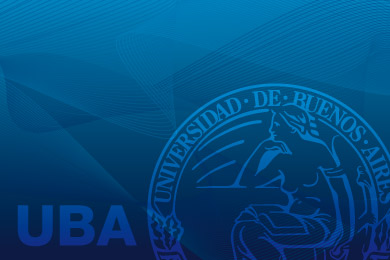 UNIVERSIDAD · DE · BUENOS · AIRES
UBA